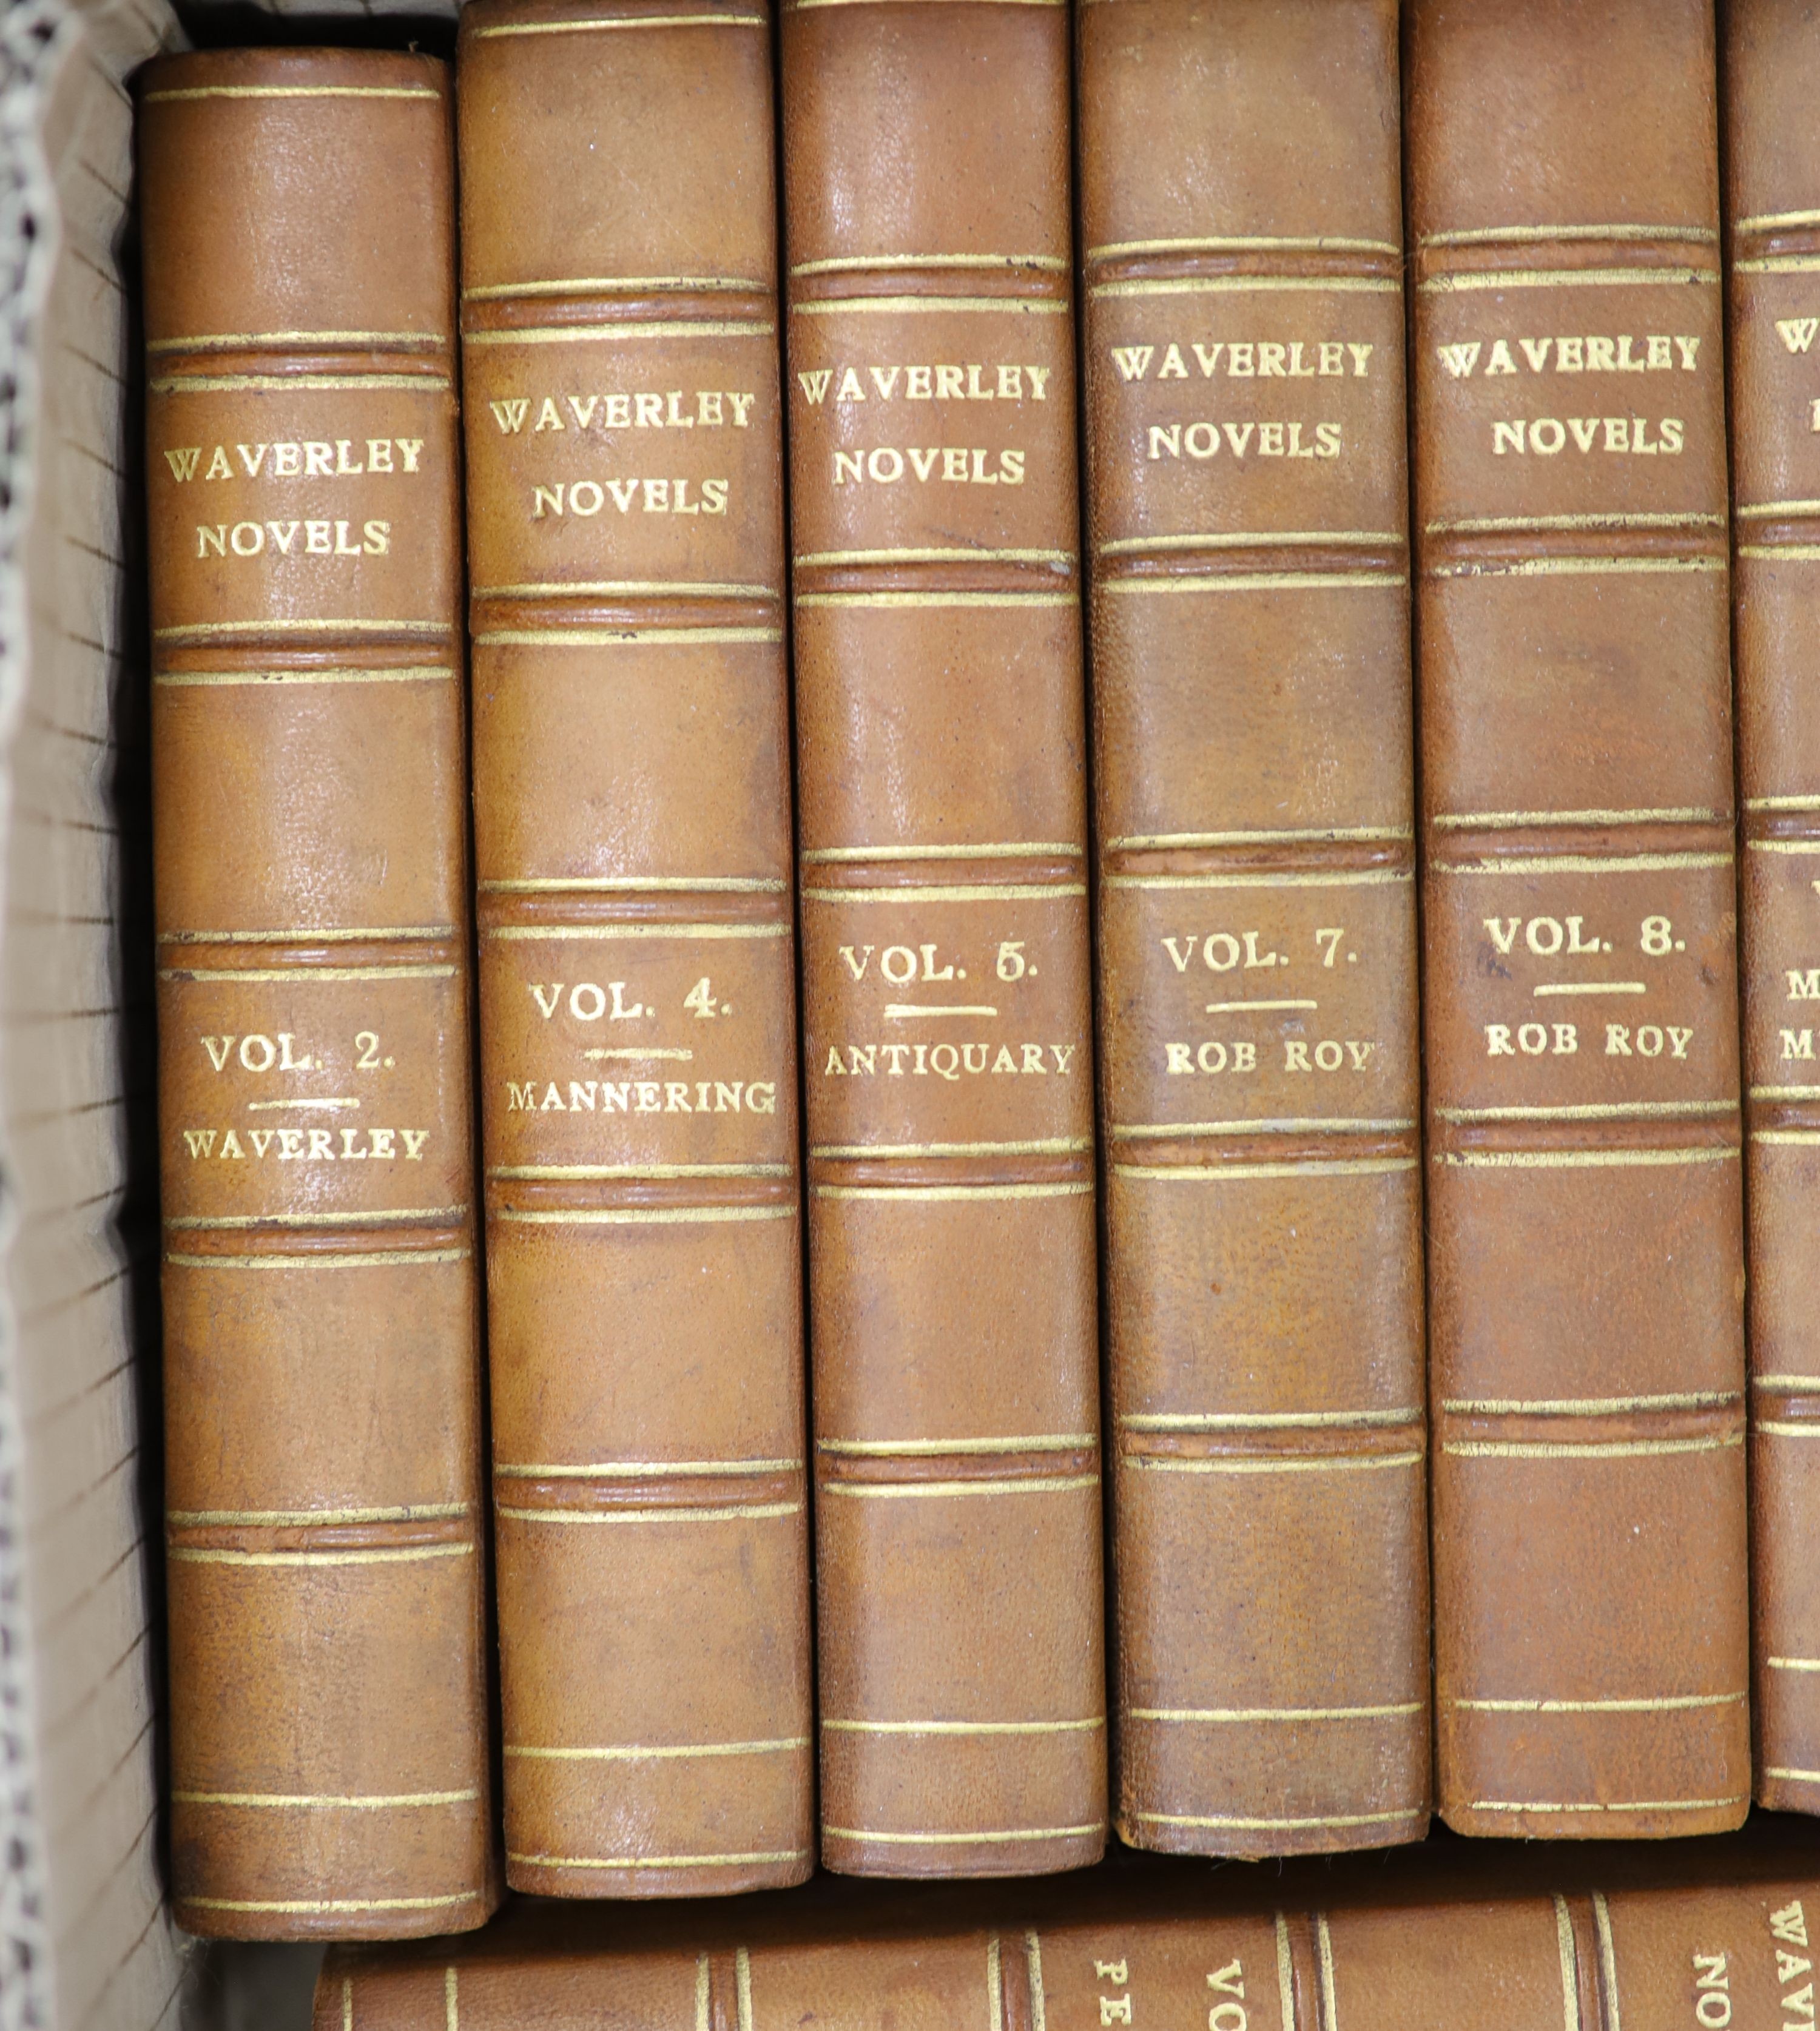 WAVERLEY
NOVELS
VOL. 2.
WAVERLEY
WAVERLEY
NOVELS
VOL. 4.
MANNERING
WAVERLEY
NOVELS
VOL. 5.
ANTIQUARY
WAVERLEY
NOVELS
VOL. 7.
ROB ROY
WAVERLEY
NOVELS
VOL. 8.
ROB ROY